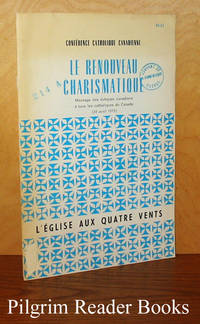 CONFÉRENCE CATHOLIQUE CANADIENNE
LE RENOUVEAU
CHARISMATIQUE
Message des évêques canadiens
à tous les catholiques du Canada
L'ÉGLISE AUX QUATRE VENTS
Pilgrim Reader Books